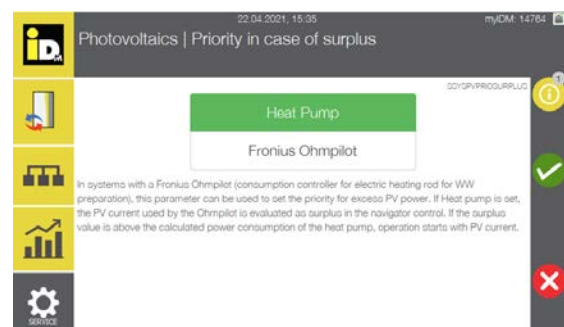 22.04.2021, 15:35
myIDM: 14764
iDM
Photovoltaics | Priority in case of surplus
1
Heat Pump
Fronius Ohmpilot
In systems with a Fronius Ohmpilot (consumption controller for electric heating rod for WW
preparation), this parameter can be used to set the priority for excess PV power. If Heat pump is set,
the PV current used by the Ohmpilot is evaluated as surplus in the navigator control. If the surplus
value is above the calculated power consumption of the heat pump, operation starts with PV current.
SERVICE